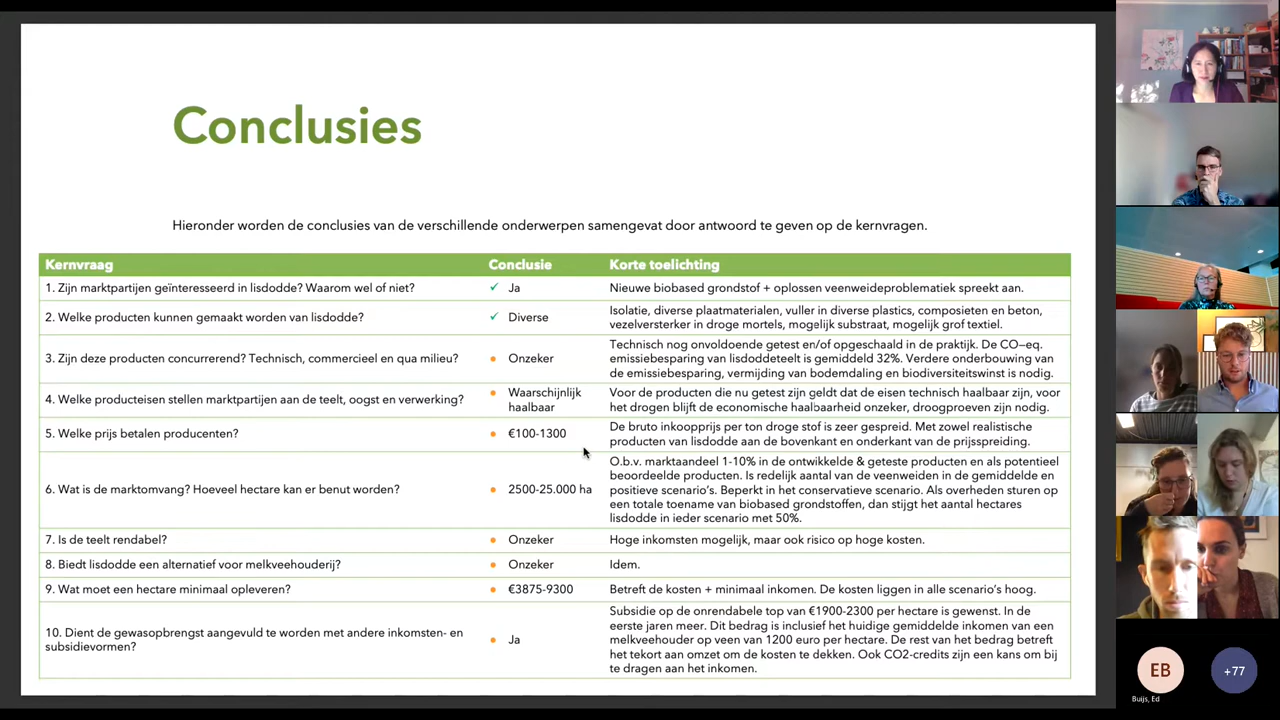 Conclusies
Hieronder worden de conclusies van de verschillende onderwerpen samengevat door antwoord te geven op de kernvragen.
Kernvraag Conclusie Korte toelichting
1. Zijn marktpartijen geïnteresseerd in lisdodde? Waarom wel of niet? ✓ Ja Nieuwe biobased grondstof + oplossen veenweideproblematiek spreekt aan.
2. Welke producten kunnen gemaakt worden van lisdodde? ✓ Diverse Isolatie, diverse plaatmaterialen, vuller in diverse plastics, composieten en beton,
vezelversterker in droge mortels, mogelijk substraat, mogelijk grof textiel.
3. Zijn deze producten concurrerend? Technisch, commercieel en qua milieu? • Onzeker Technisch nog onvoldoende getest en/of opgeschaald in de praktijk. De CO–eq.
emissiebesparing van lisdoddeteelt is gemiddeld 32%. Verdere onderbouwing van
de emissiebesparing, vermijding van bodemdaling en biodiversiteitswinst is nodig.
4. Welke producteisen stellen marktpartijen aan de teelt, oogst en verwerking? • Waarschijnlijk haalbaar Voor de producten die nu getest zijn geldt dat de eisen technisch haalbaar zijn, voor
het drogen blijft de economische haalbaarheid onzeker, droogproeven zijn nodig.
5. Welke prijs betalen producenten? • €100-1300 De bruto inkoopprijs per ton droge stof is zeer gespreid. Met zowel realistische
producten van lisdodde aan de bovenkant en onderkant van de prijsspreiding.
6. Wat is de marktomvang? Hoeveel hectare kan er benut worden? • 2500-25.000 ha O.b.v. marktaandeel 1-10% in de ontwikkelde & geteste producten en als potentieel
beoordeelde producten. Is redelijk aantal van de veenweiden in de gemiddelde en
positieve scenario's. Beperkt in het conservatieve scenario. Als overheden sturen op
een totale toename van biobased grondstoffen, dan stijgt het aantal hectares
lisdodde in ieder scenario met 50%.
7. Is de teelt rendabel? • Onzeker Hoge inkomsten mogelijk, maar ook risico op hoge kosten.
8. Biedt lisdodde een alternatief voor melkveehouderij? • Onzeker Idem.
9. Wat moet een hectare minimaal opleveren? • €3875-9300 Betreft de kosten + minimaal inkomen. De kosten liggen in alle scenario's hoog.
10. Dient de gewasopbrengst aangevuld te worden met andere inkomsten- en
subsidievormen? • Ja Subsidie op de onrendabele top van €1900-2300 per hectare is gewenst. In de
eerste jaren meer. Dit bedrag is inclusief het huidige gemiddelde inkomen van een
melkveehouder op veen van 1200 euro per hectare. De rest van het bedrag betreft
het tekort aan omzet om de kosten te dekken. Ook CO2-credits zijn een kans om bij
te dragen aan het inkomen.
EB
+77
Buijs, Ed